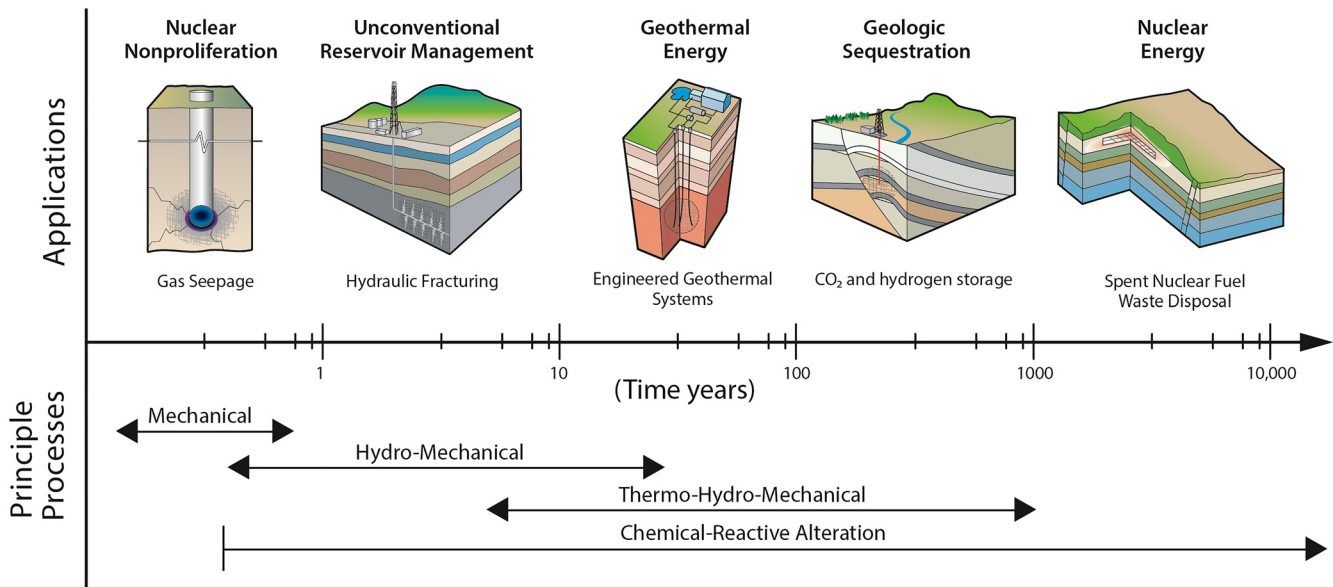 Nuclear
Nonproliferation
Unconventional
Reservoir Management
Geothermal
Energy
Geologic
Sequestration
Nuclear
Energy
Applications
Gas Seepage
Hydraulic Fracturing
Engineered Geothermal
Systems
CO₂ and hydrogen storage
Spent Nuclear Fuel
Waste Disposal
1
10
100
1000
10,000
(Time years)
Principle
Processes
Mechanical
Hydro-Mechanical
Thermo-Hydro-Mechanical
Chemical-Reactive Alteration